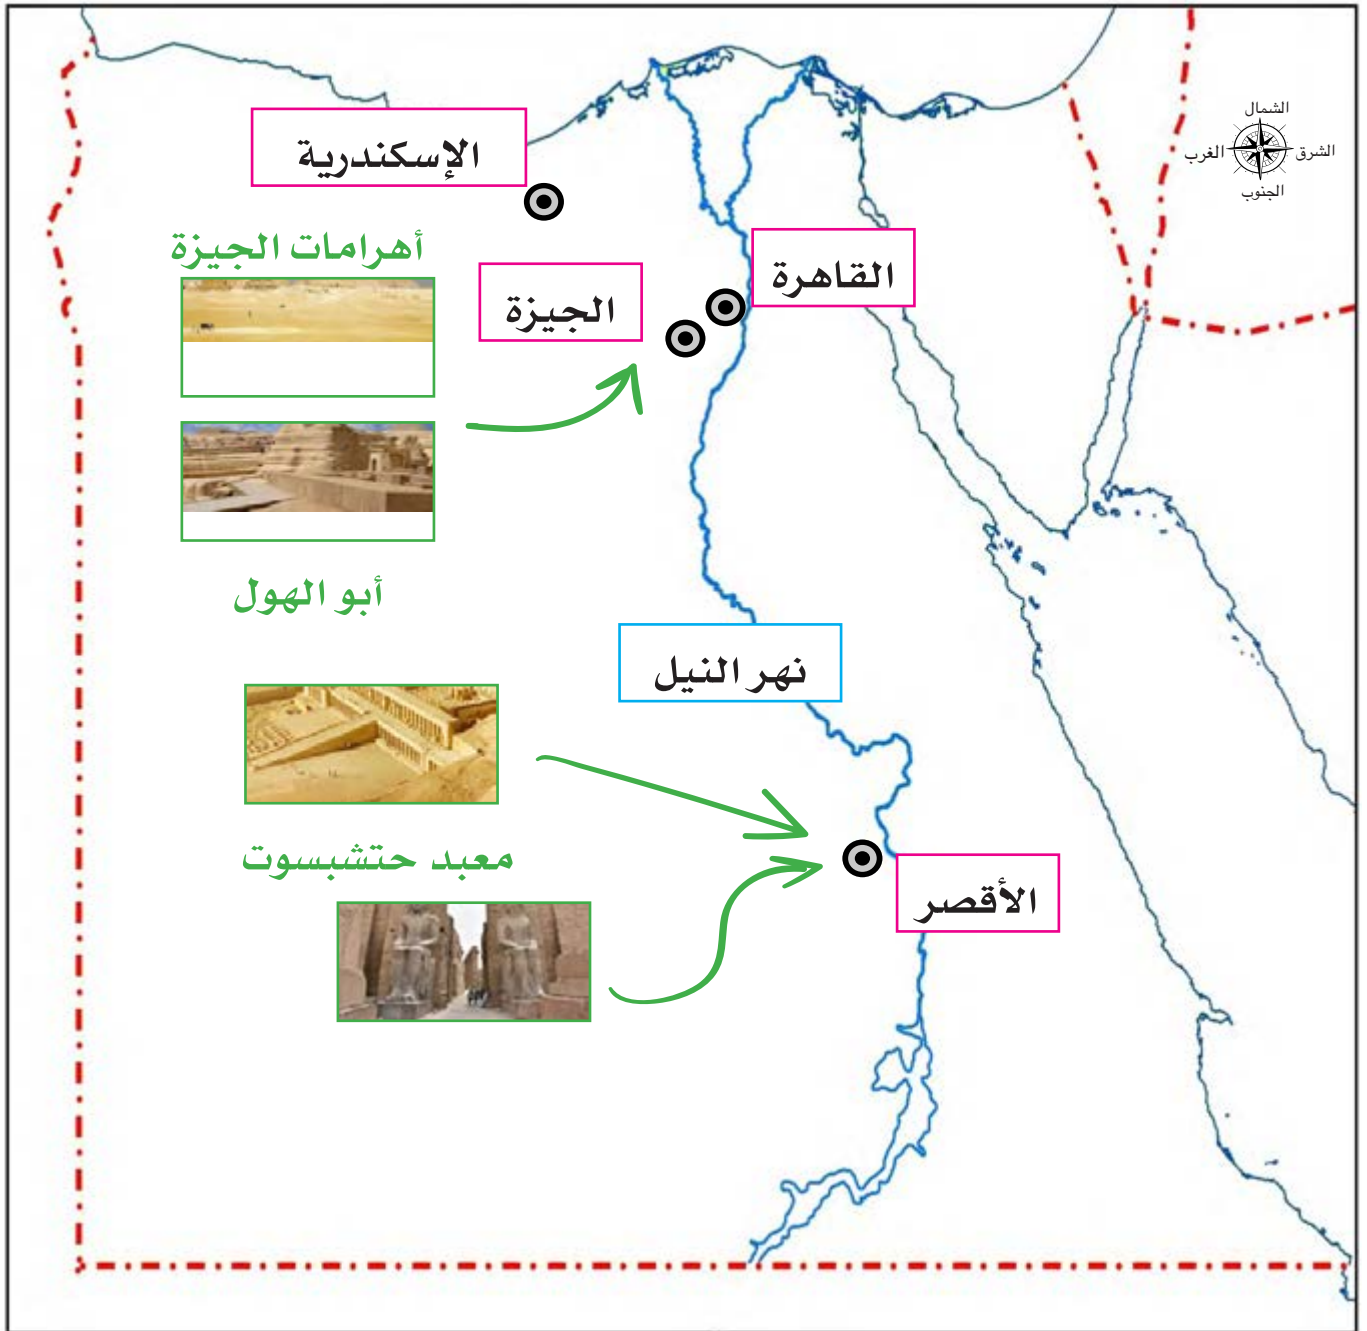 الشمال
الشرق
الغرب
الجنوب
الإسكندرية
أهرامات الجيزة
القاهرة
الجيزة
أبو الهول
نهر النيل
معبد حتشبسوت
الأقصر